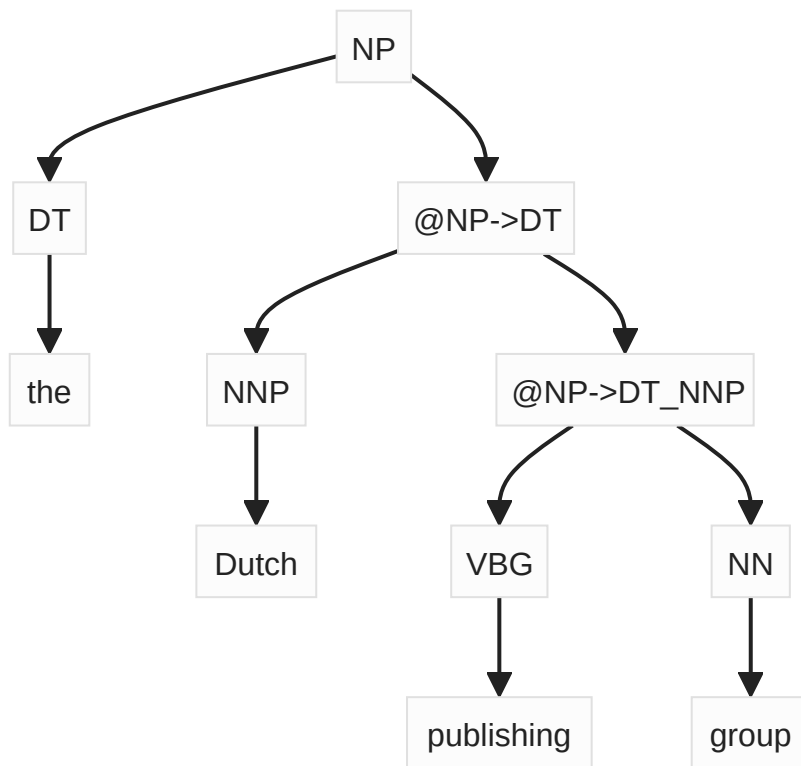 NP
DT
@NP->DT
the
NNP
@NP->DT_NNP
Dutch
VBG
NN
publishing
group